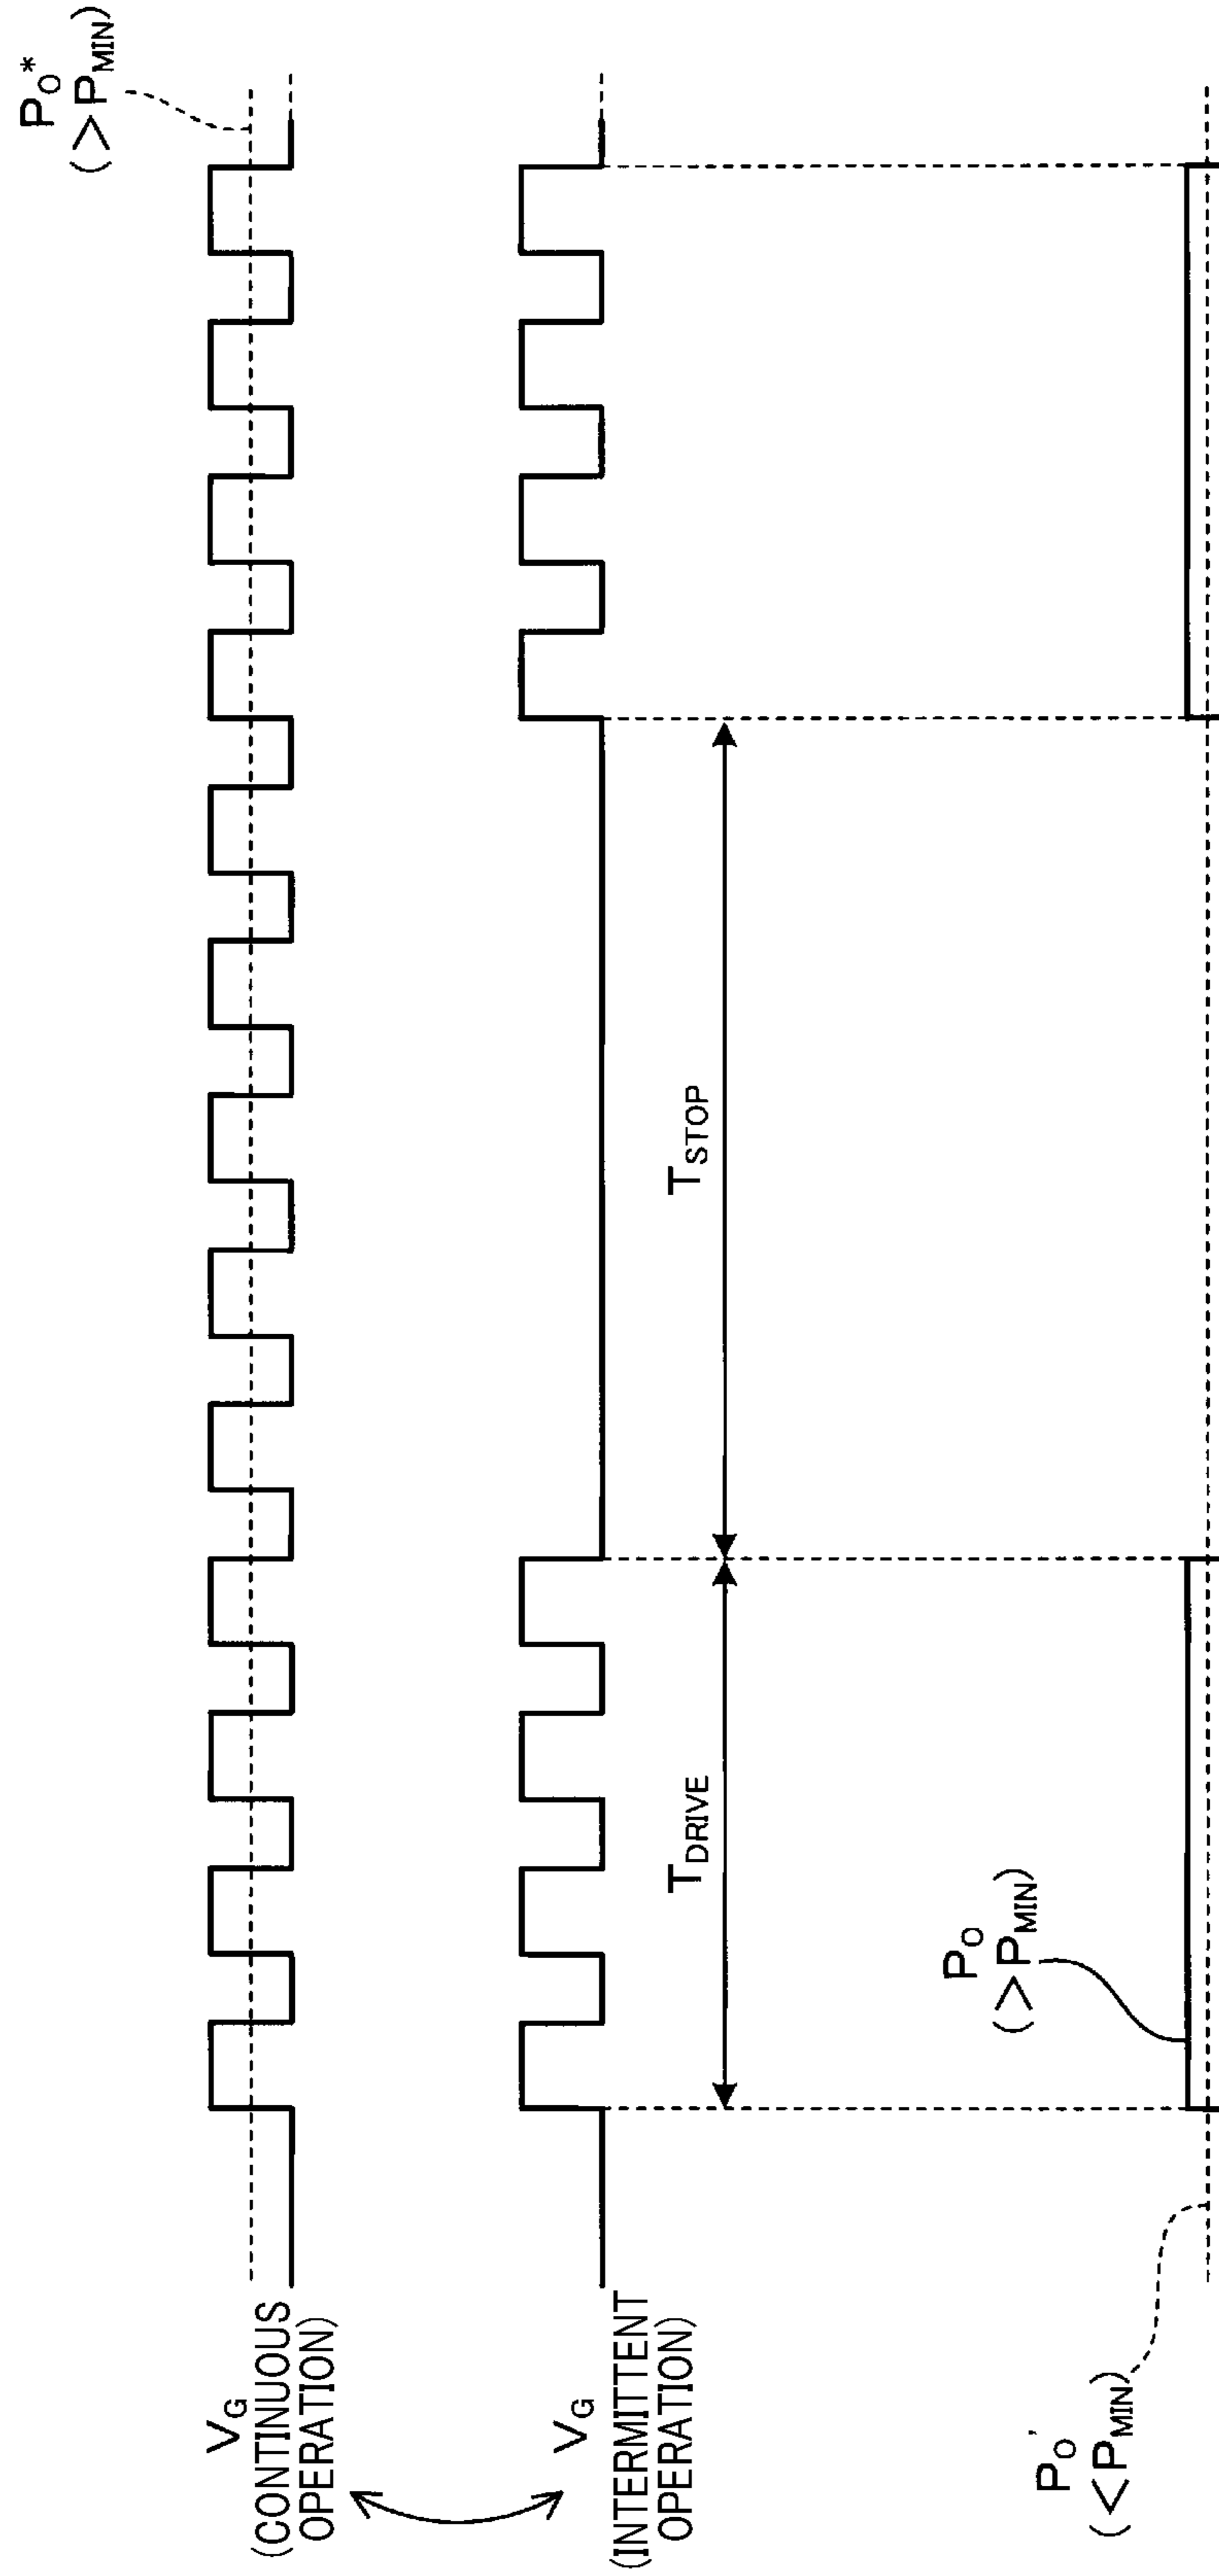 P_O*
(>P_MIN)
V_G
(CONTINUOUS
OPERATION)
V_G
(INTERMITTENT
OPERATION)
T_DRIVE
T_STOP
P_O
(>P_MIN)
P_O'
(<P_MIN)